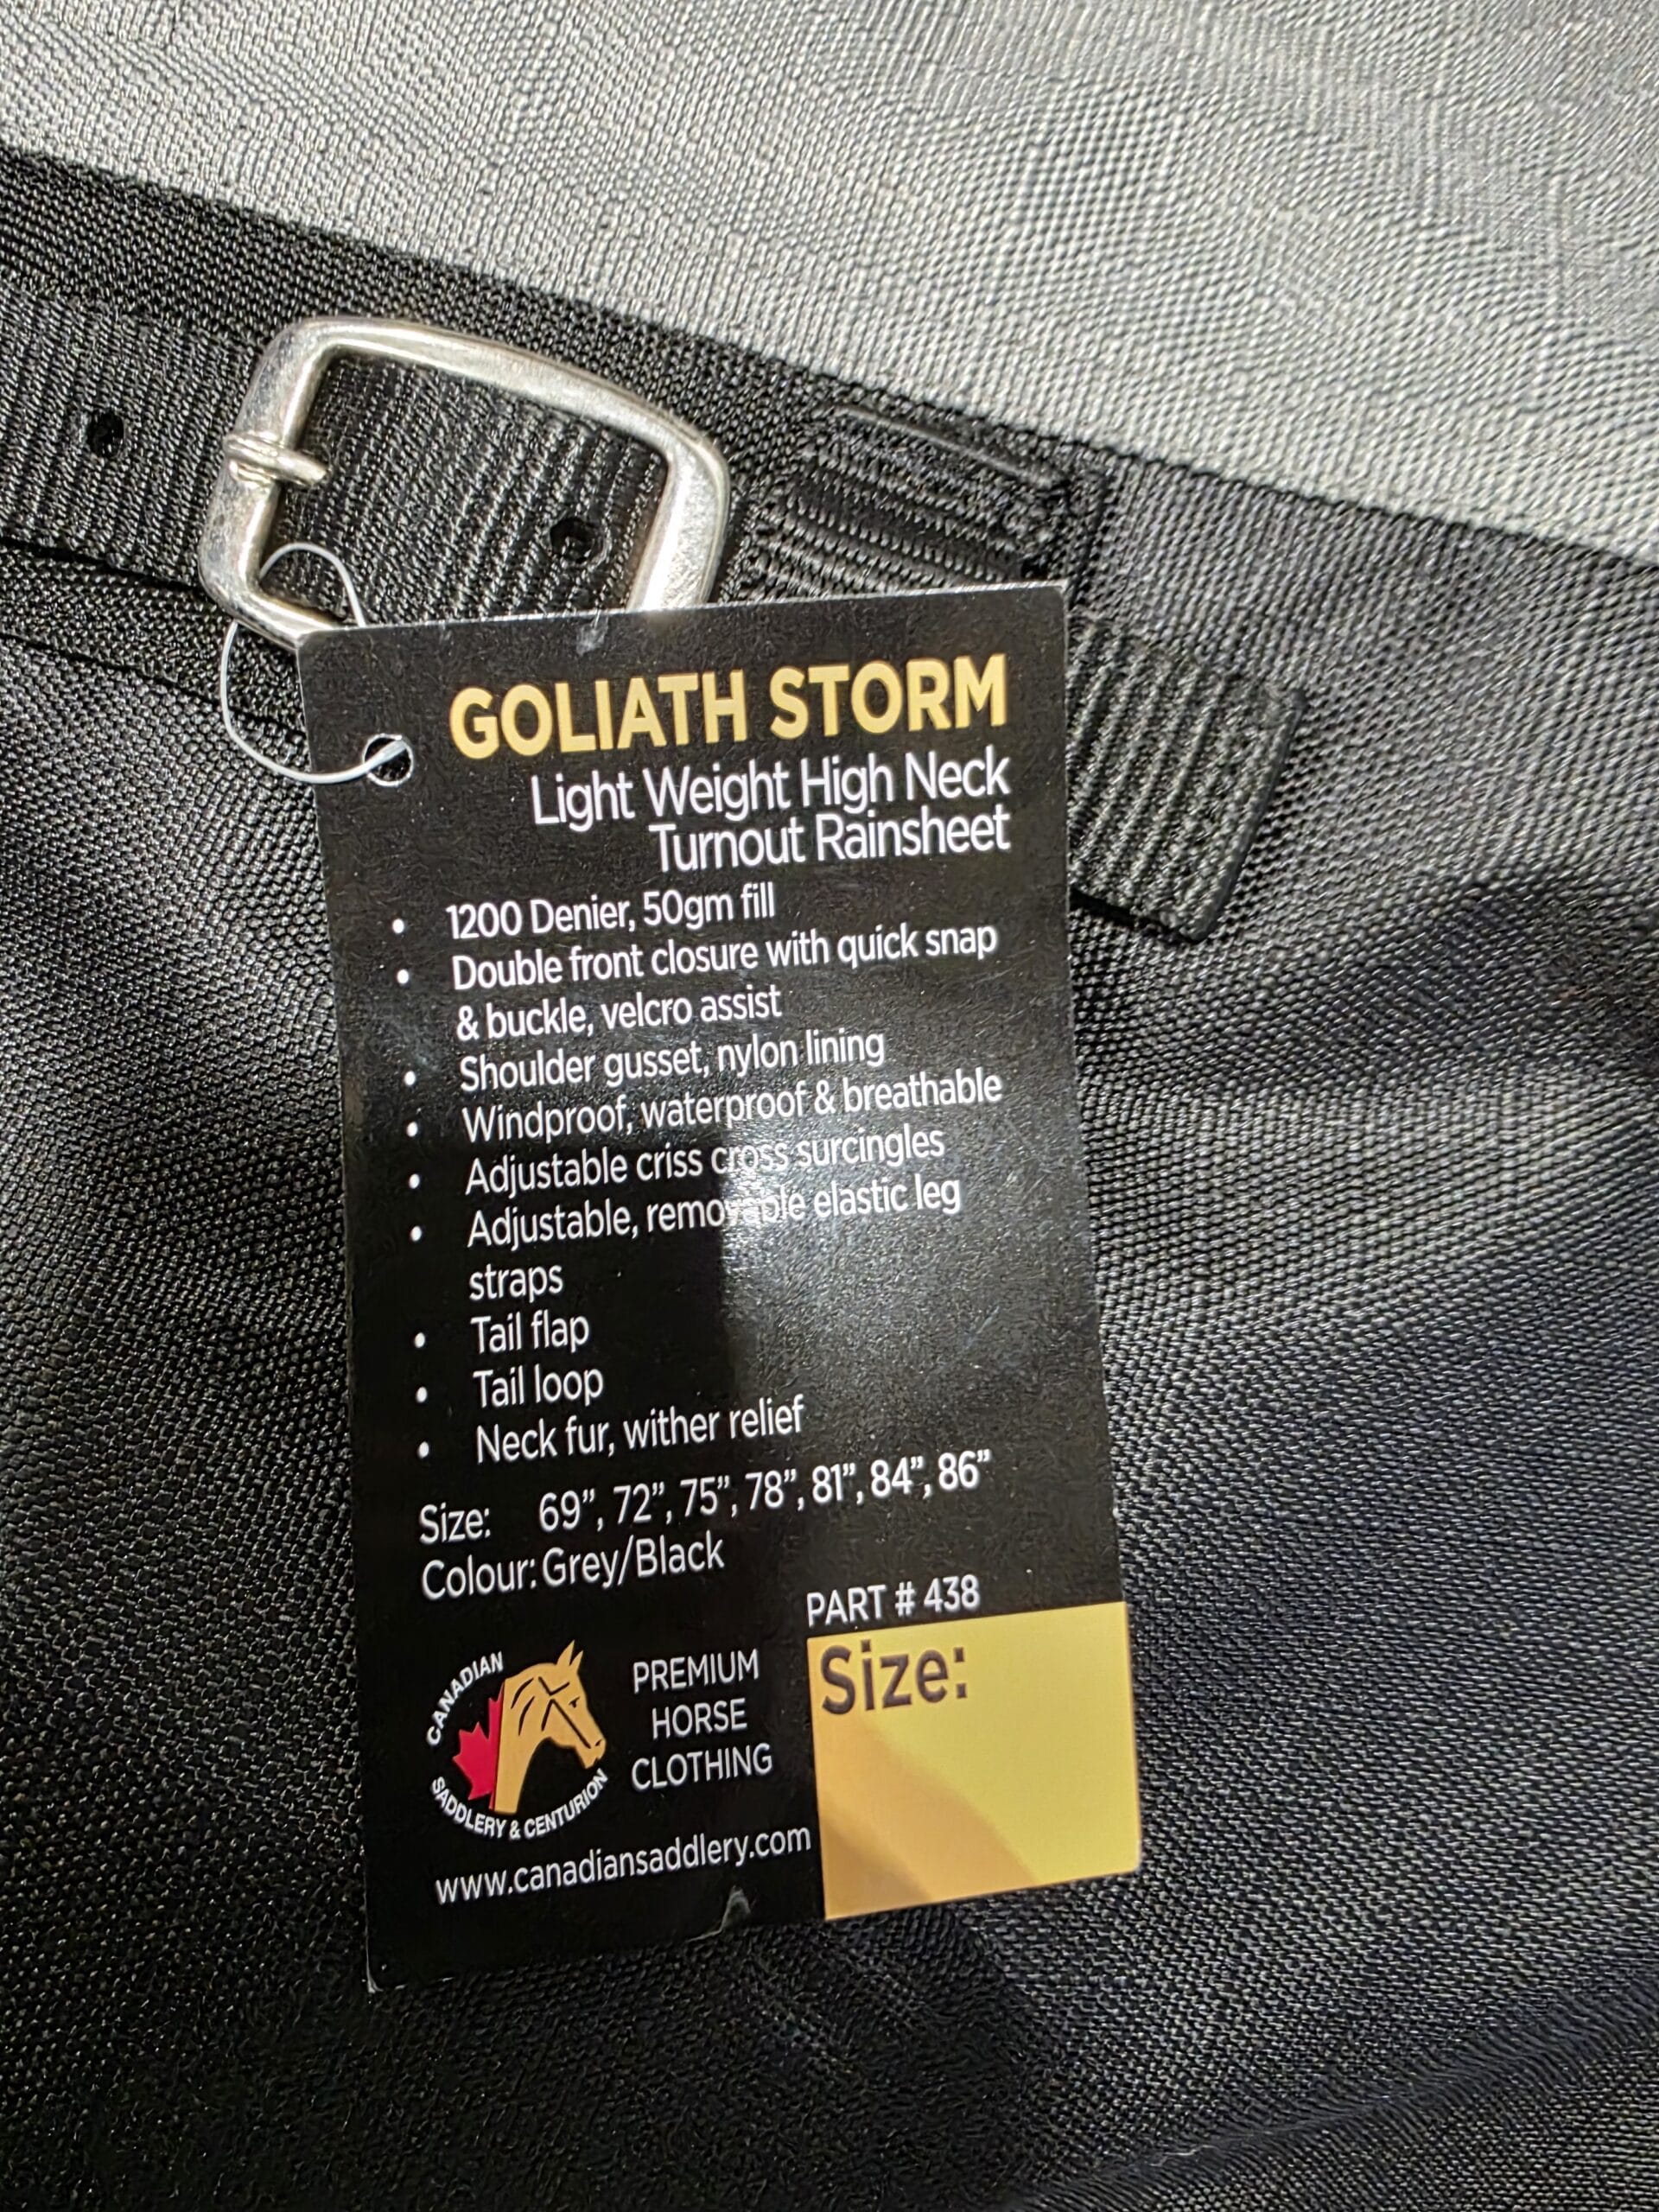 GOLIATH STORM
Light Weight High Neck
Turnout Rainsheet
• 1200 Denier, 50gm fill
• Double front closure with quick snap
& buckle, velcro assist
• Shoulder gusset, nylon lining
• Windproof, waterproof & breathable
• Adjustable criss cross surcingles
• Adjustable, removable elastic leg
straps
• Tail flap
• Tail loop
• Neck fur, wither relief
Size: 69”, 72”, 75”, 78”, 81”, 84”, 86”
Colour: Grey/Black
PART # 438
Size:
CANADIAN
SADDLERY & CENTURION
PREMIUM
HORSE
CLOTHING
www.canadiansaddlery.com